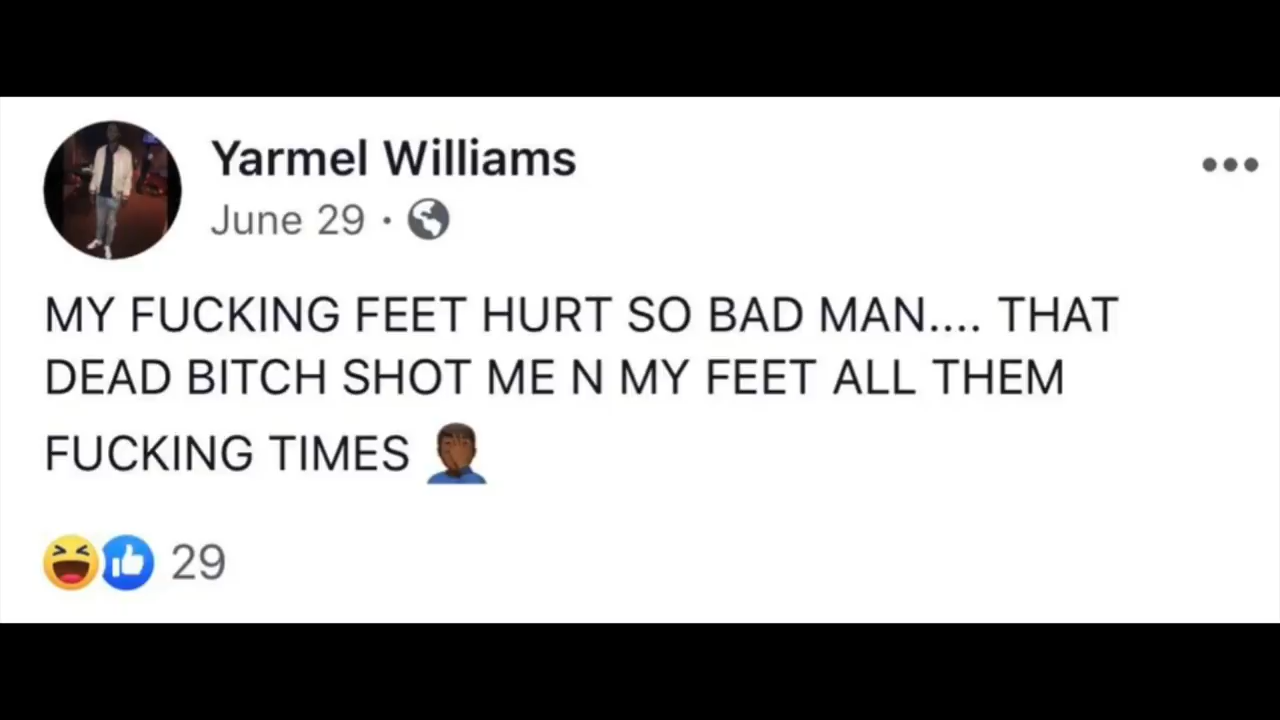 Yarmel Williams
June 29 ·
MY FUCKING FEET HURT SO BAD MAN.... THAT
DEAD BITCH SHOT ME N MY FEET ALL THEM
FUCKING TIMES 🤦🏾‍♂️
29